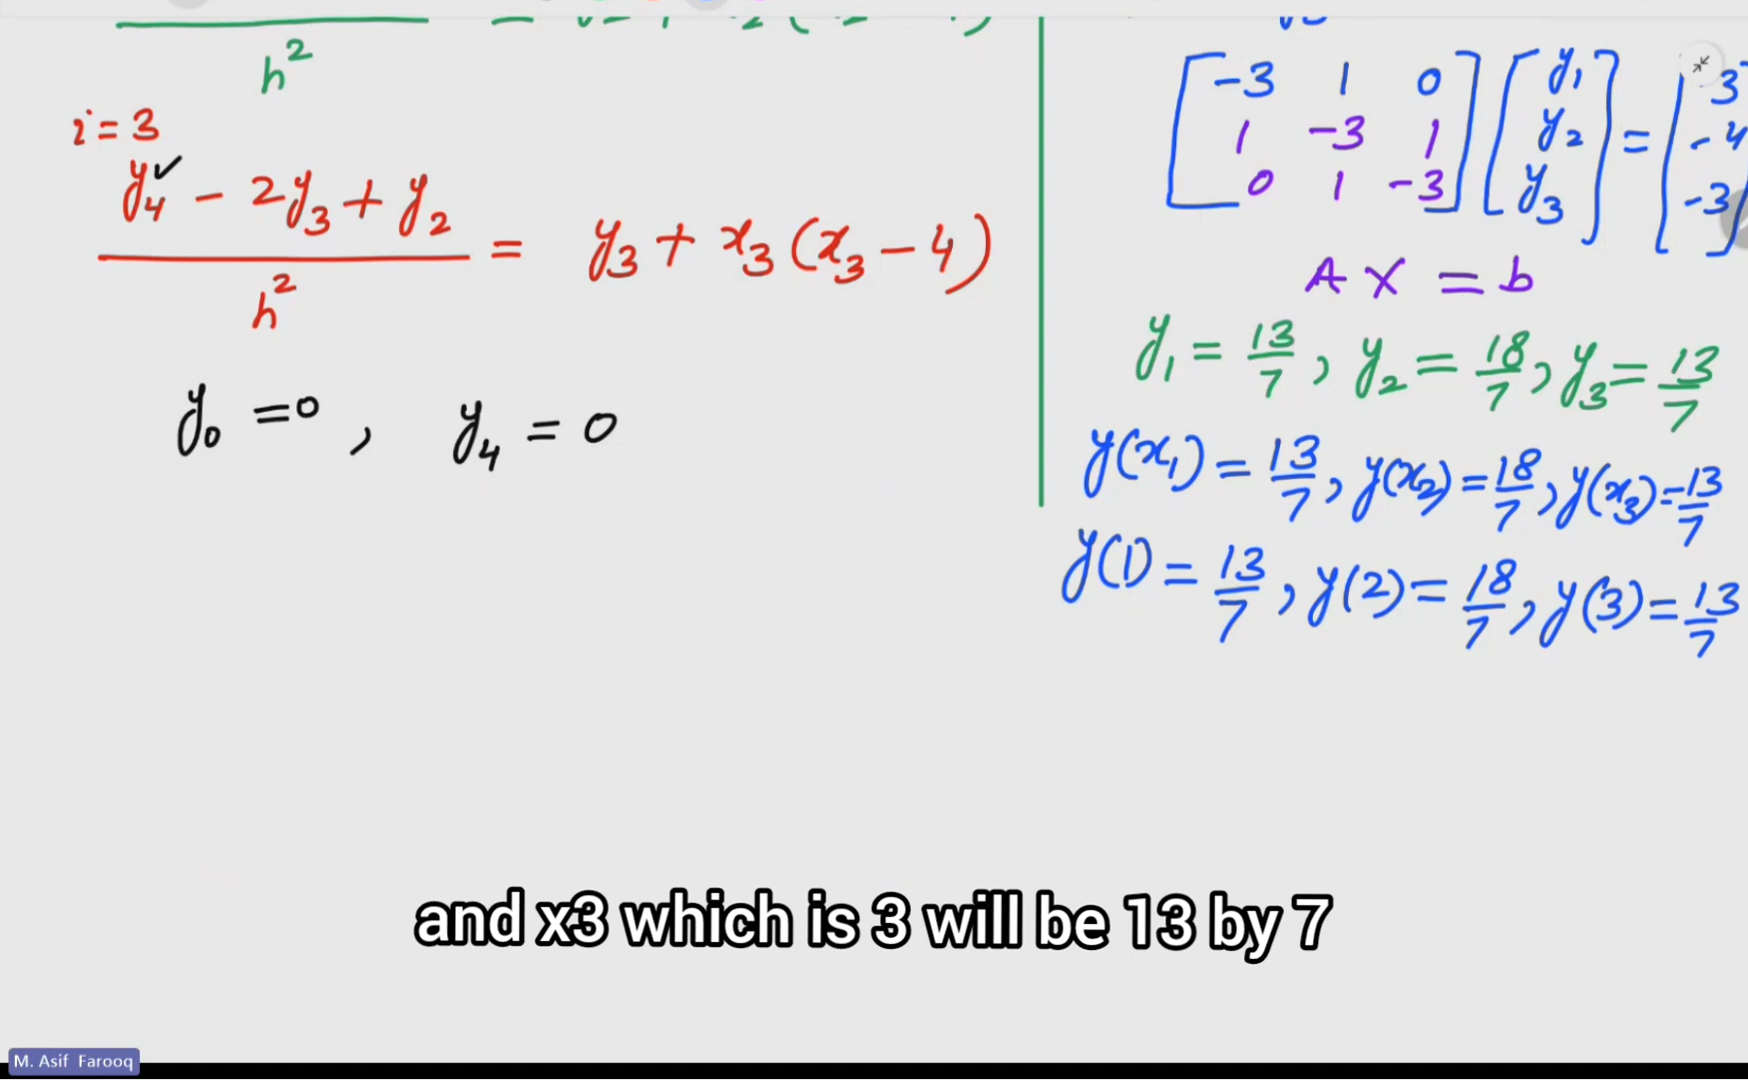 h²
i = 3
y₄ ✓ - 2y₃ + y₂
———————— = y₃ + x₃ (x₃ - 4)
h²
y₀ = 0 , y₄ = 0
[-3 1 0] [y₁] [3
[1 -3 1] [y₂] = [-4
[0 1 -3] [y₃] [-3]
A X = b
y₁ = 13/7 , y₂ = 18/7 , y₃ = 13/7
y(x₁) = 13/7 , y(x₂) = 18/7 , y(x₃) = 13/7
y(1) = 13/7 , y(2) = 18/7 , y(3) = 13/7
and x3 which is 3 will be 13 by 7
M. Asif Farooq